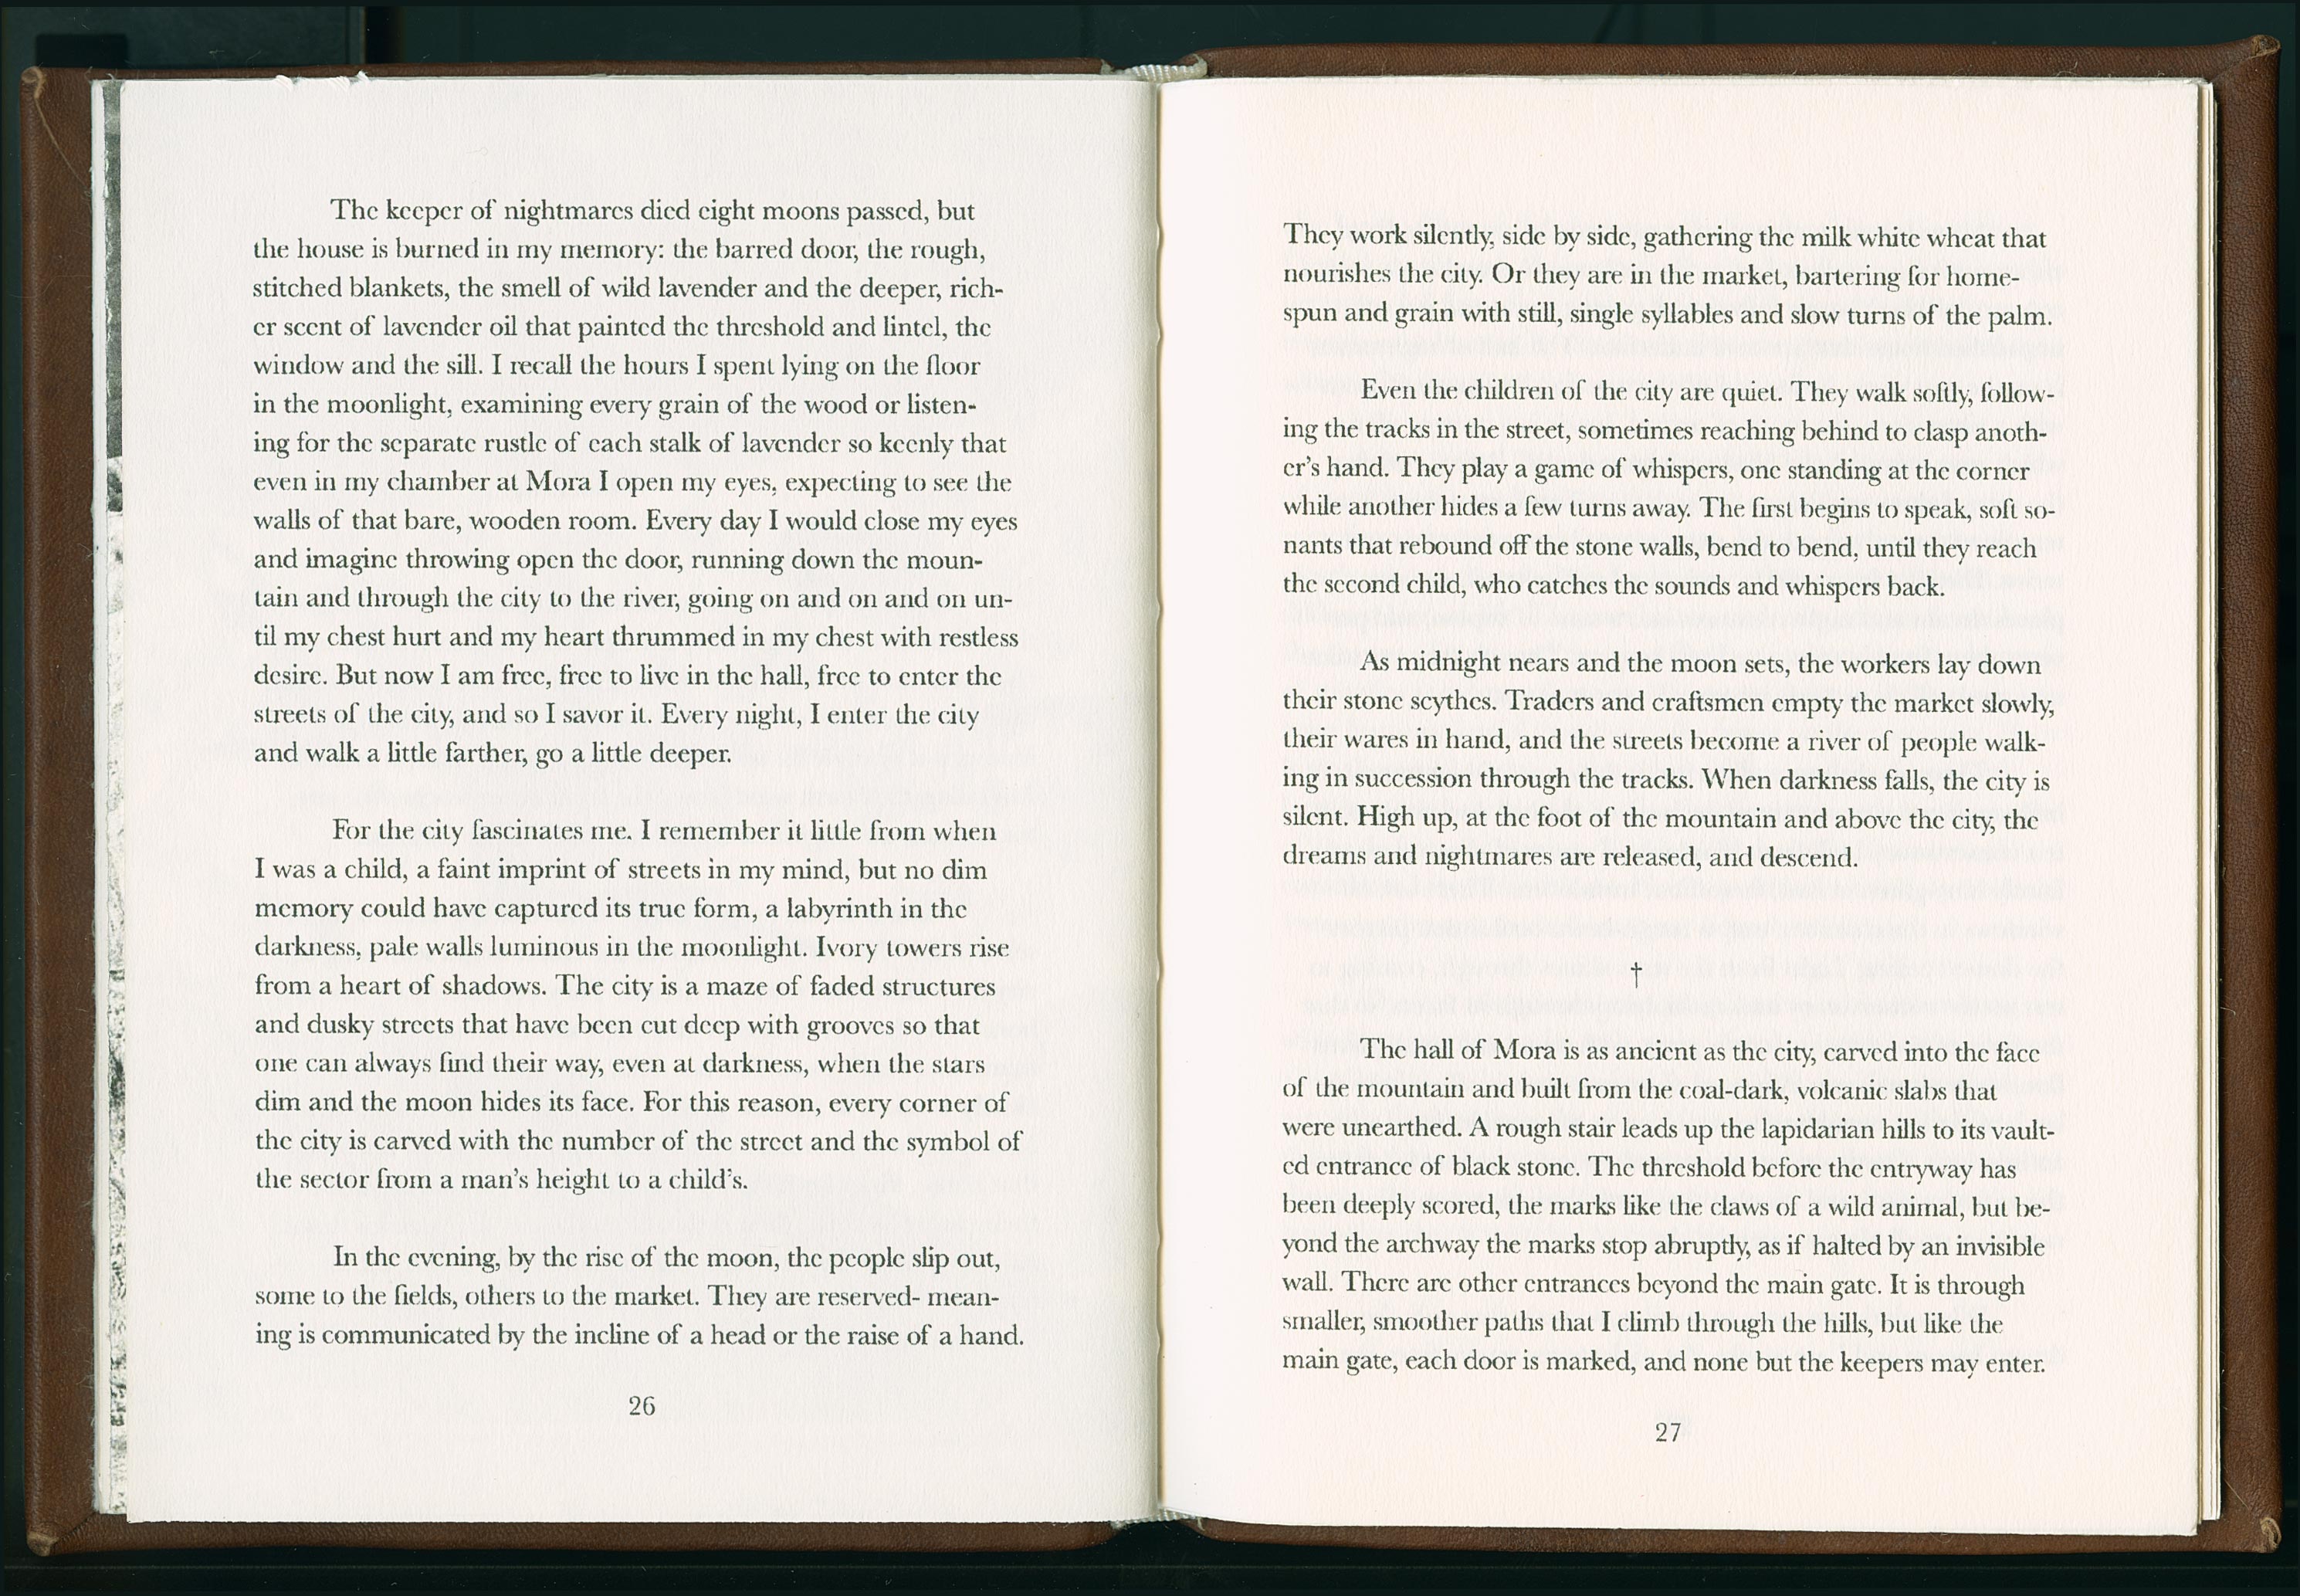 The keeper of nightmares died eight moons passed, but
the house is burned in my memory: the barred door, the rough,
stitched blankets, the smell of wild lavender and the deeper, rich-
er scent of lavender oil that painted the threshold and lintel, the
window and the sill. I recall the hours I spent lying on the floor
in the moonlight, examining every grain of the wood or listen-
ing for the separate rustle of each stalk of lavender so keenly that
even in my chamber at Mora I open my eyes, expecting to see the
walls of that bare, wooden room. Every day I would close my eyes
and imagine throwing open the door, running down the moun-
tain and through the city to the river, going on and on and on un-
til my chest hurt and my heart thrummed in my chest with restless
desire. But now I am free, free to live in the hall, free to enter the
streets of the city, and so I savor it. Every night, I enter the city
and walk a little farther, go a little deeper.
For the city fascinates me. I remember it little from when
I was a child, a faint imprint of streets in my mind, but no dim
memory could have captured its true form, a labyrinth in the
darkness, pale walls luminous in the moonlight. Ivory towers rise
from a heart of shadows. The city is a maze of faded structures
and dusky streets that have been cut deep with grooves so that
one can always find their way, even at darkness, when the stars
dim and the moon hides its face. For this reason, every corner of
the city is carved with the number of the street and the symbol of
the sector from a man's height to a child's.
In the evening, by the rise of the moon, the people slip out,
some to the fields, others to the market. They are reserved- mean-
ing is communicated by the incline of a head or the raise of a hand.
26
They work silently, side by side, gathering the milk white wheat that
nourishes the city. Or they are in the market, bartering for home-
spun and grain with still, single syllables and slow turns of the palm.
Even the children of the city are quiet. They walk softly, follow-
ing the tracks in the street, sometimes reaching behind to clasp anoth-
er's hand. They play a game of whispers, one standing at the corner
while another hides a few turns away. The first begins to speak, soft so-
nants that rebound off the stone walls, bend to bend, until they reach
the second child, who catches the sounds and whispers back.
As midnight nears and the moon sets, the workers lay down
their stone scythes. Traders and craftsmen empty the market slowly,
their wares in hand, and the streets become a river of people walk-
ing in succession through the tracks. When darkness falls, the city is
silent. High up, at the foot of the mountain and above the city, the
dreams and nightmares are released, and descend.
†
The hall of Mora is as ancient as the city, carved into the face
of the mountain and built from the coal-dark, volcanic slabs that
were unearthed. A rough stair leads up the lapidarian hills to its vault-
ed entrance of black stone. The threshold before the entryway has
been deeply scored, the marks like the claws of a wild animal, but be-
yond the archway the marks stop abruptly, as if halted by an invisible
wall. There are other entrances beyond the main gate. It is through
smaller, smoother paths that I climb through the hills, but like the
main gate, each door is marked, and none but the keepers may enter.
27